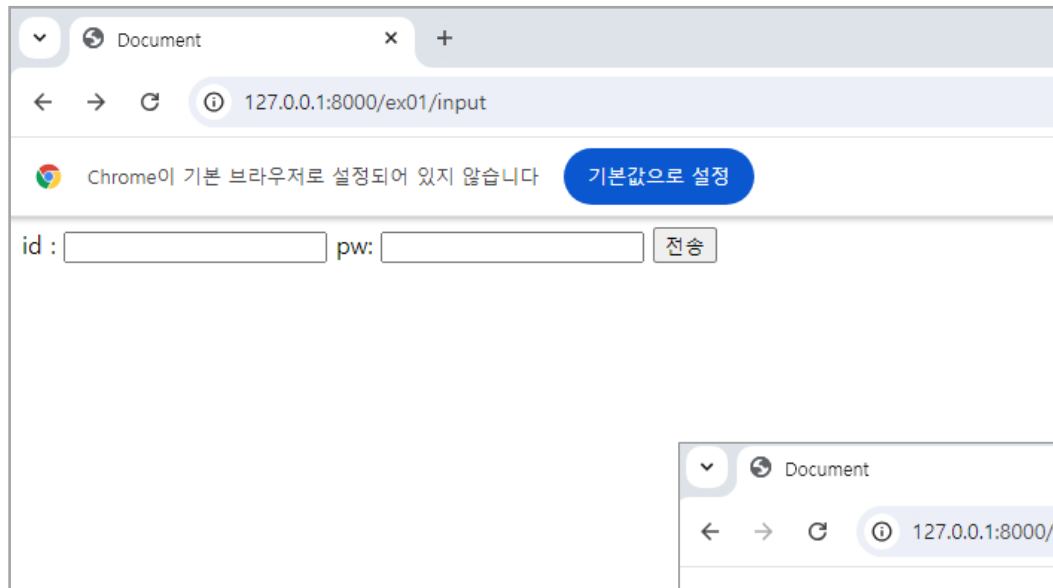 Document
127.0.0.1:8000/ex01/input
Chrome이 기본 브라우저로 설정되어 있지 않습니다 기본값으로 설정
id : pw: 전송
Document
127.0.0.1:8000/